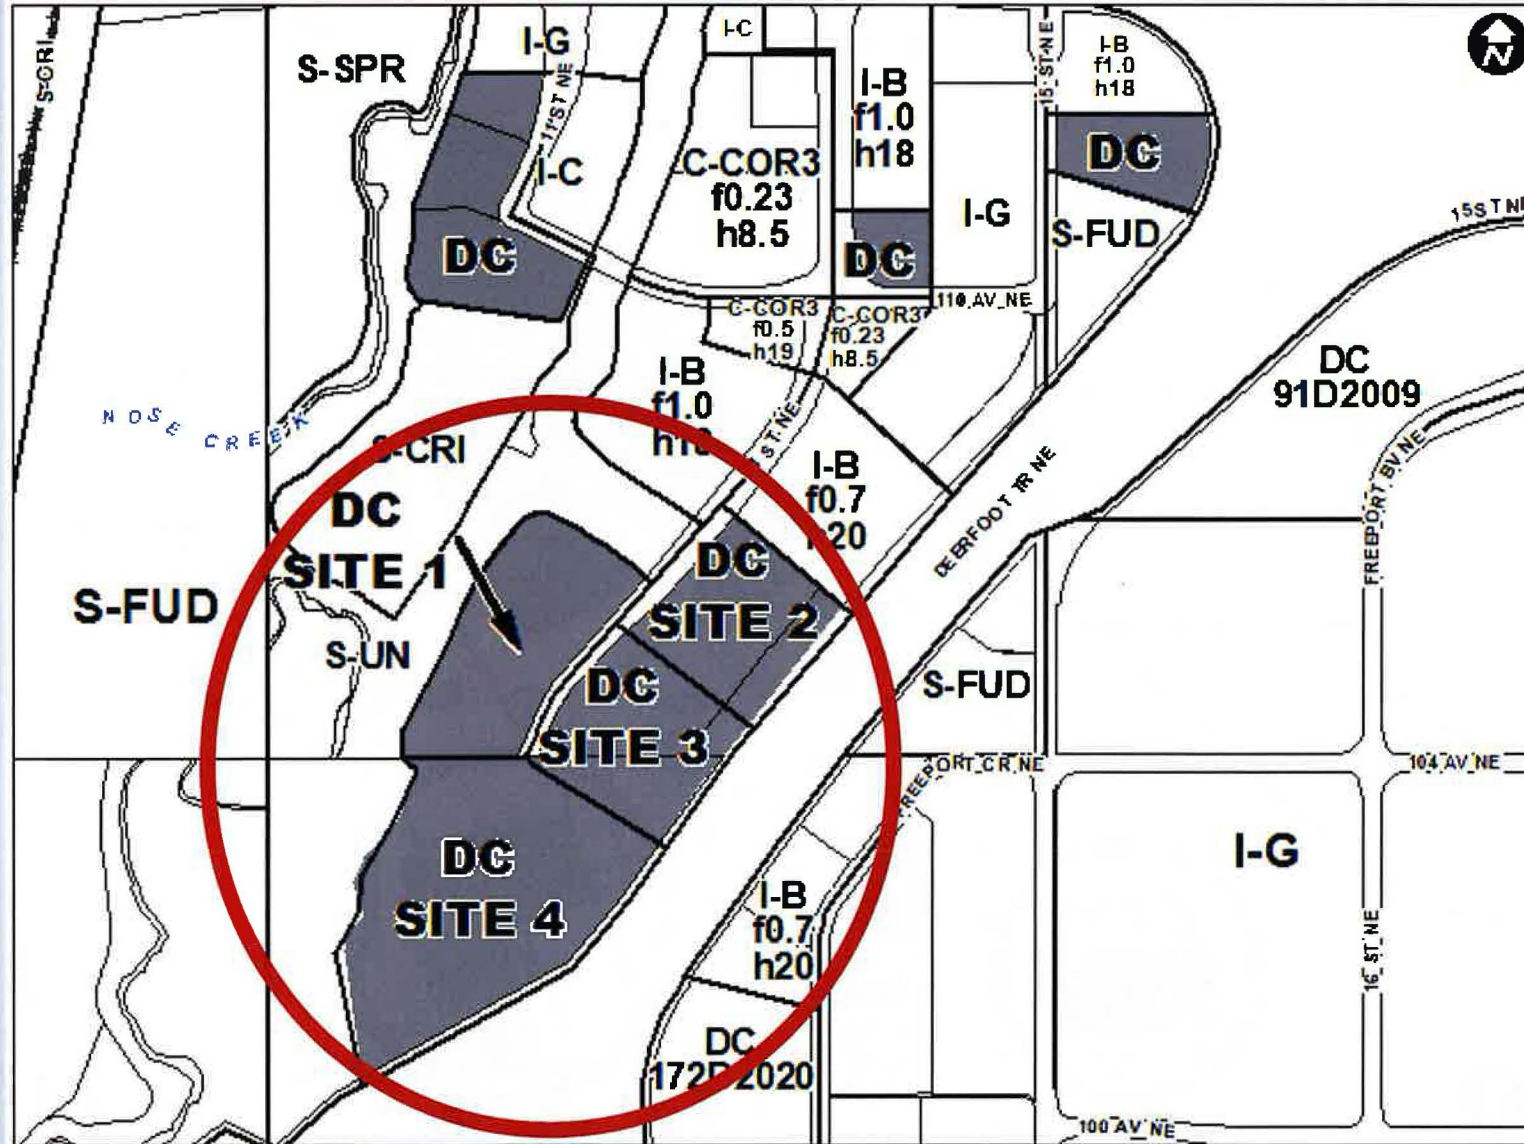 S-CRI
S-SPR
I-G
I-C
15 ST NE
I-B
f1.0
h18
N
11 ST NE
I-B
f1.0
h18
DC
I-C
C-COR3
f0.23
h8.5
I-G
S-FUD
15 ST NE
DC
DC
110 AV NE
C-COR3
f0.5
h19
C-COR3
f0.23
h8.5
DC
91D2009
I-B
f1.0
NOSE CREEK
ST NE
S-CRI
I-B
f0.7
h20
DEERFOOT TR NE
FREEPORT BV NE
DC
SITE 1
DC
SITE 2
S-FUD
S-UN
DC
SITE 3
S-FUD
FREEPORT CR NE
104 AV NE
DC
SITE 4
I-G
I-B
f0.7
h20
16 ST NE
DC
172D2020
100 AV NE